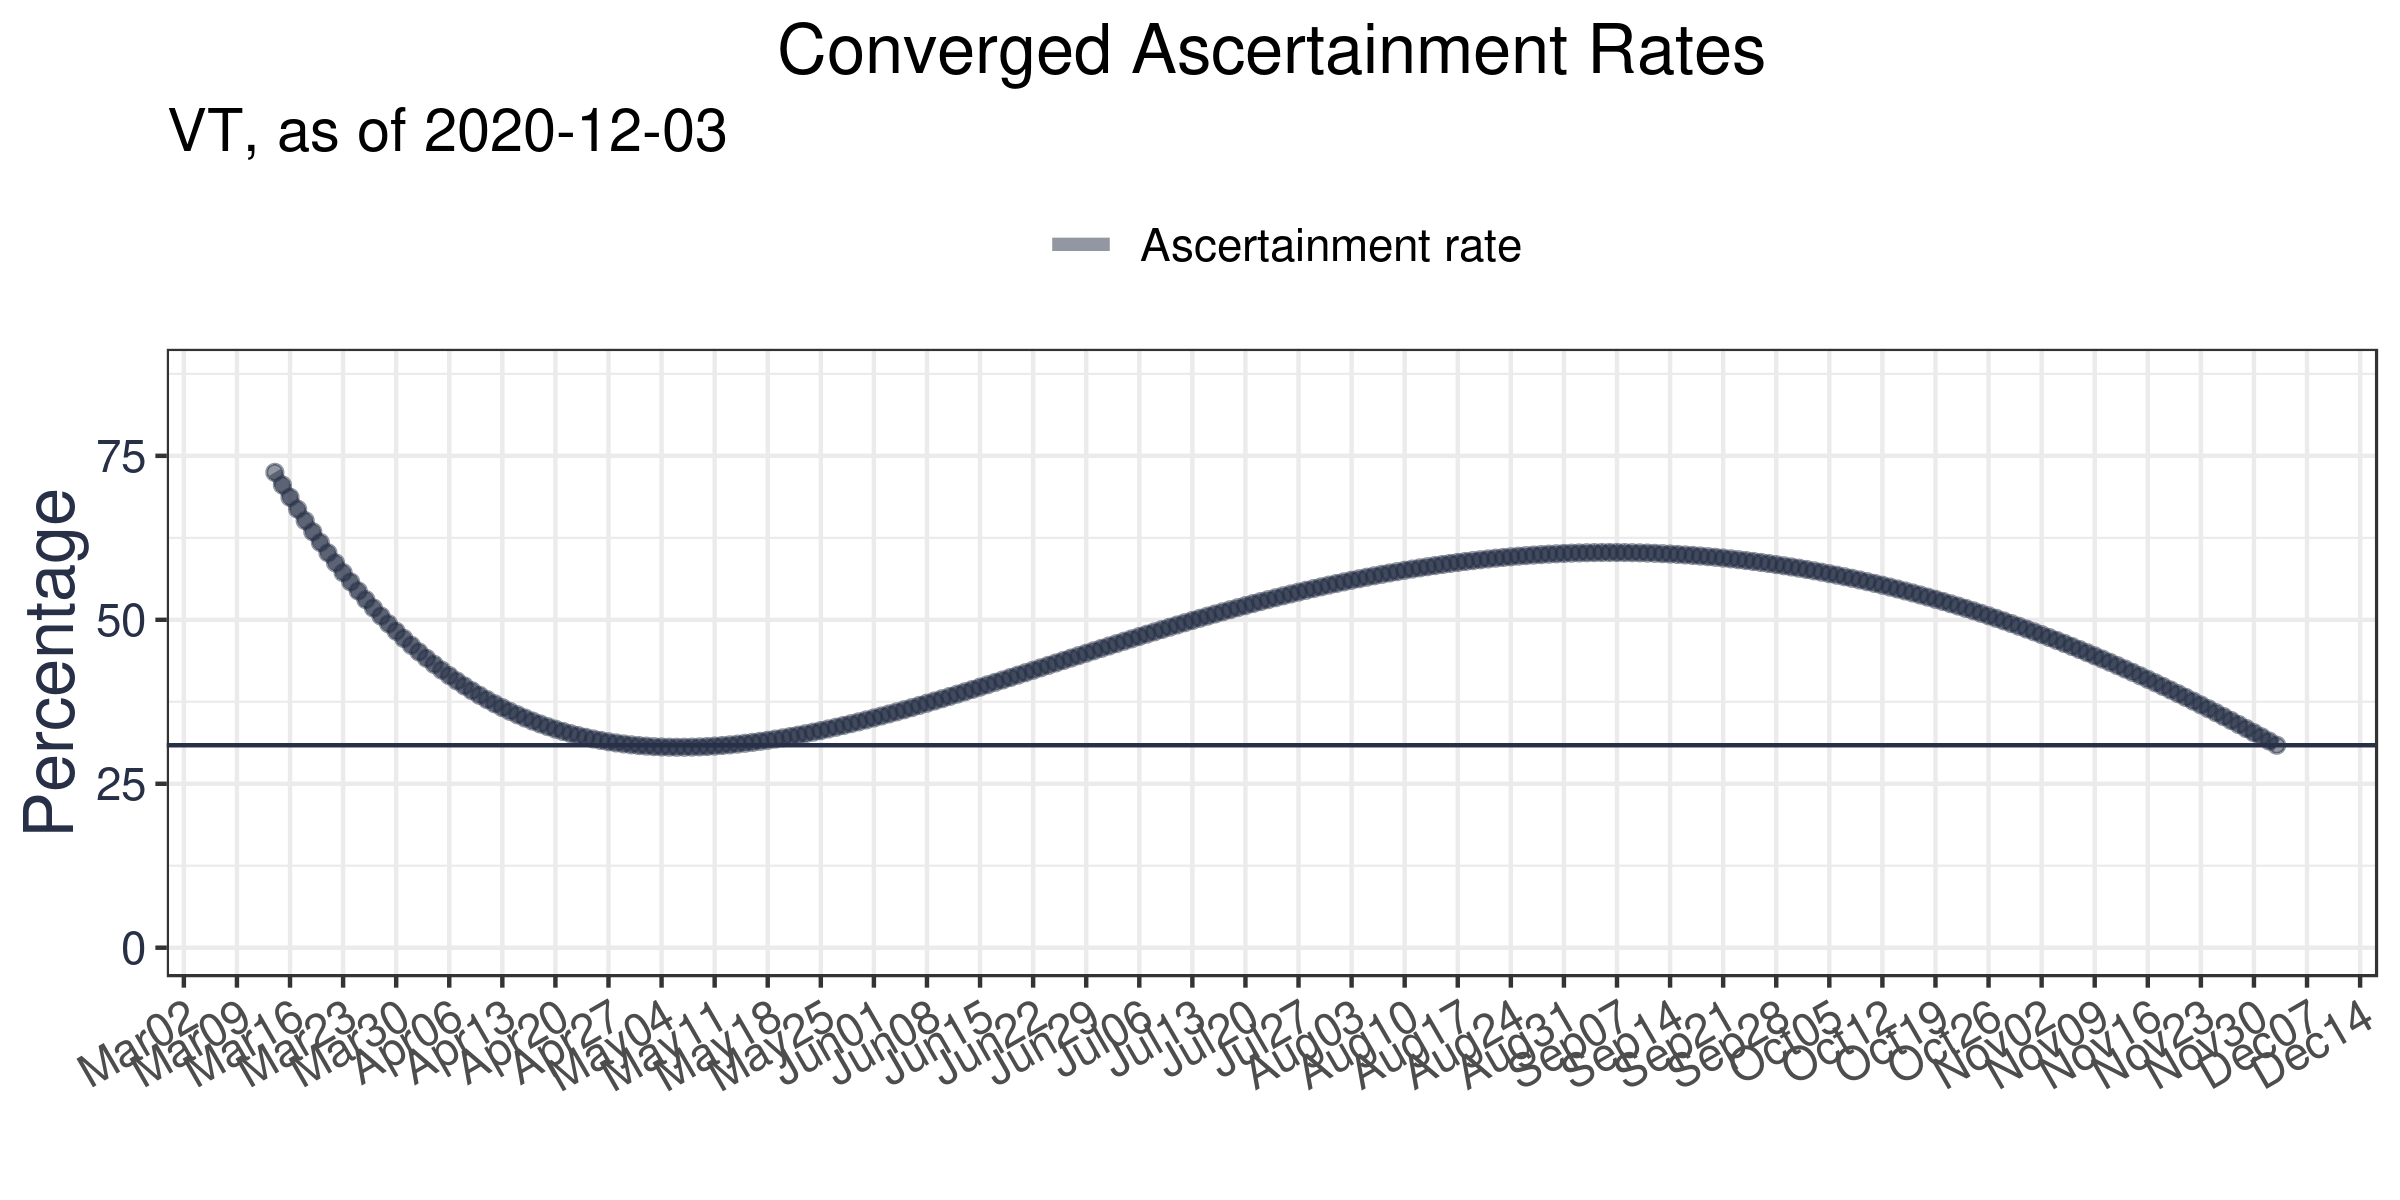 Converged Ascertainment Rates
VT, as of 2020-12-03
Ascertainment rate
Percentage
75
50
25
0
Mar02 Mar09 Mar16 Mar23 Mar30 Apr06 Apr13 Apr20 Apr27 May04 May11 May18 May25 Jun01 Jun08 Jun15 Jun22 Jun29 Jul06 Jul13 Jul20 Jul27 Aug03 Aug10 Aug17 Aug24 Aug31 Sep07 Sep14 Sep21 Sep28 Oct05 Oct12 Oct19 Oct26 Nov02 Nov09 Nov16 Nov23 Nov30 Dec07 Dec14